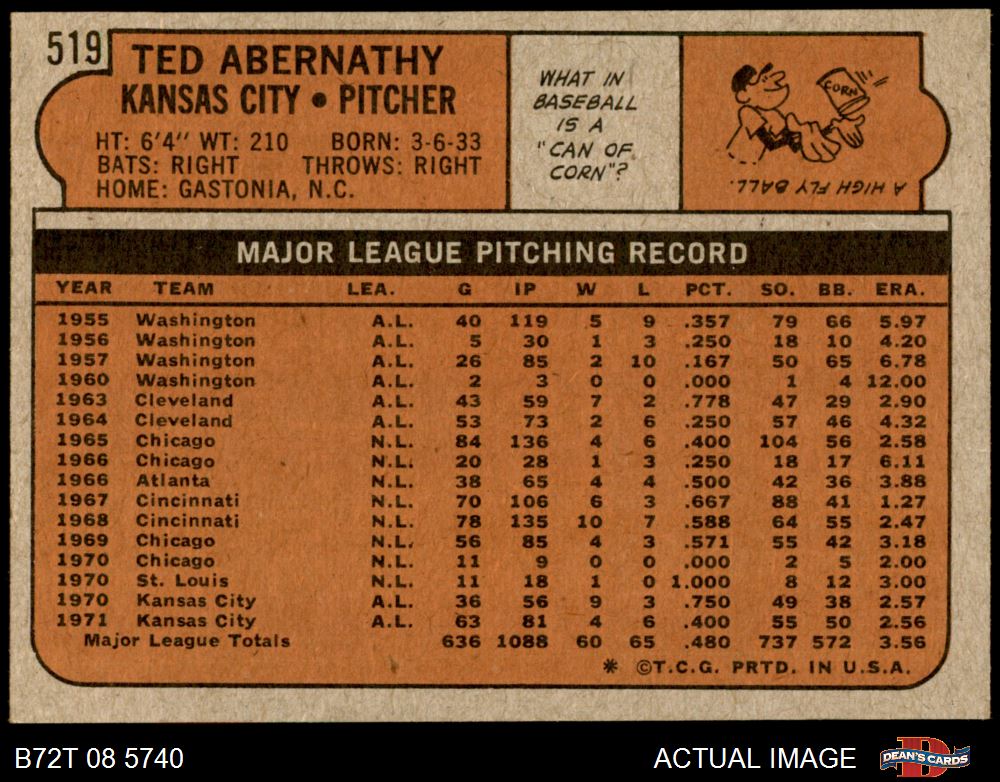 519
TED ABERNATHY
KANSAS CITY • PITCHER
HT: 6'4" WT: 210 BORN: 3-6-33
BATS: RIGHT THROWS: RIGHT
HOME: GASTONIA, N.C.
WHAT IN
BASEBALL
IS A
"CAN OF
CORN"?
CORN
A HIGH FLY BALL.
MAJOR LEAGUE PITCHING RECORD
YEAR TEAM LEA. G IP W L PCT. SO. BB. ERA.
1955 Washington A.L. 40 119 5 9 .357 79 66 5.97
1956 Washington A.L. 5 30 1 3 .250 18 10 4.20
1957 Washington A.L. 26 85 2 10 .167 50 65 6.78
1960 Washington A.L. 2 3 0 0 .000 1 4 12.00
1963 Cleveland A.L. 43 59 7 2 .778 47 29 2.90
1964 Cleveland A.L. 53 73 2 6 .250 57 46 4.32
1965 Chicago N.L. 84 136 4 6 .400 104 56 2.58
1966 Chicago N.L. 20 28 1 3 .250 18 17 6.11
1966 Atlanta N.L. 38 65 4 4 .500 42 36 3.88
1967 Cincinnati N.L. 70 106 6 3 .667 88 41 1.27
1968 Cincinnati N.L. 78 135 10 7 .588 64 55 2.47
1969 Chicago N.L. 56 85 4 3 .571 55 42 3.18
1970 Chicago N.L. 11 9 0 0 .000 2 5 2.00
1970 St. Louis N.L. 11 18 1 0 1.000 8 12 3.00
1970 Kansas City A.L. 36 56 9 3 .750 49 38 2.57
1971 Kansas City A.L. 63 81 4 6 .400 55 50 2.56
Major League Totals 636 1088 60 65 .480 737 572 3.56
* ©T.C.G. PRTD. IN U.S.A.
B72T 08 5740 ACTUAL IMAGE DEAN'S CARDS